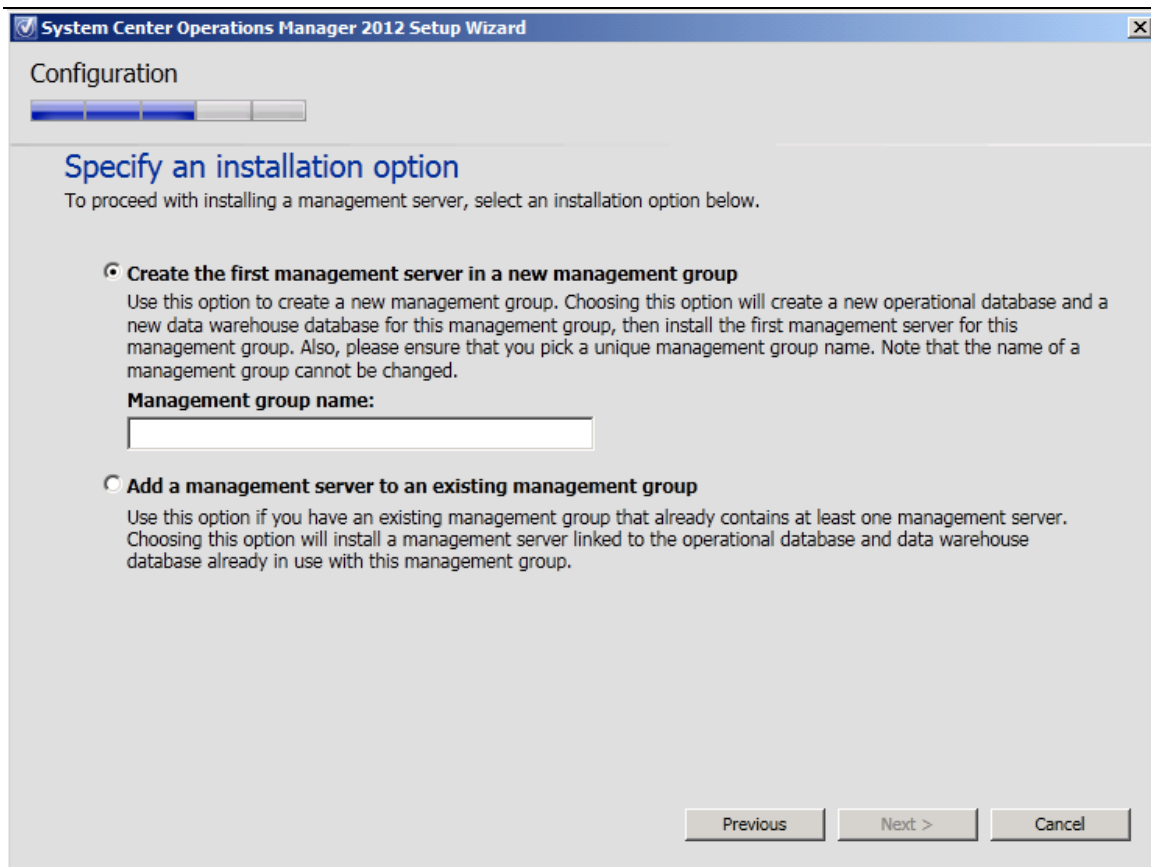 System Center Operations Manager 2012 Setup Wizard
Configuration
Specify an installation option
To proceed with installing a management server, select an installation option below.
Create the first management server in a new management group
Use this option to create a new management group. Choosing this option will create a new operational database and a
new data warehouse database for this management group, then install the first management server for this
management group. Also, please ensure that you pick a unique management group name. Note that the name of a
management group cannot be changed.
Management group name:
Add a management server to an existing management group
Use this option if you have an existing management group that already contains at least one management server.
Choosing this option will install a management server linked to the operational database and data warehouse
database already in use with this management group.
Previous Next > Cancel